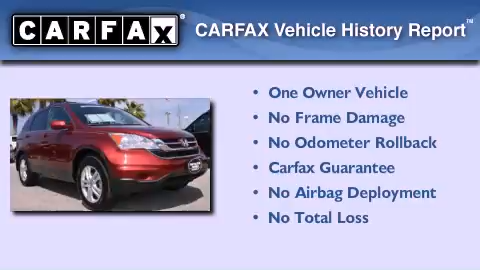 CARFAX® CARFAX Vehicle History Report™
• One Owner Vehicle
• No Frame Damage
• No Odometer Rollback
• Carfax Guarantee
• No Airbag Deployment
• No Total Loss